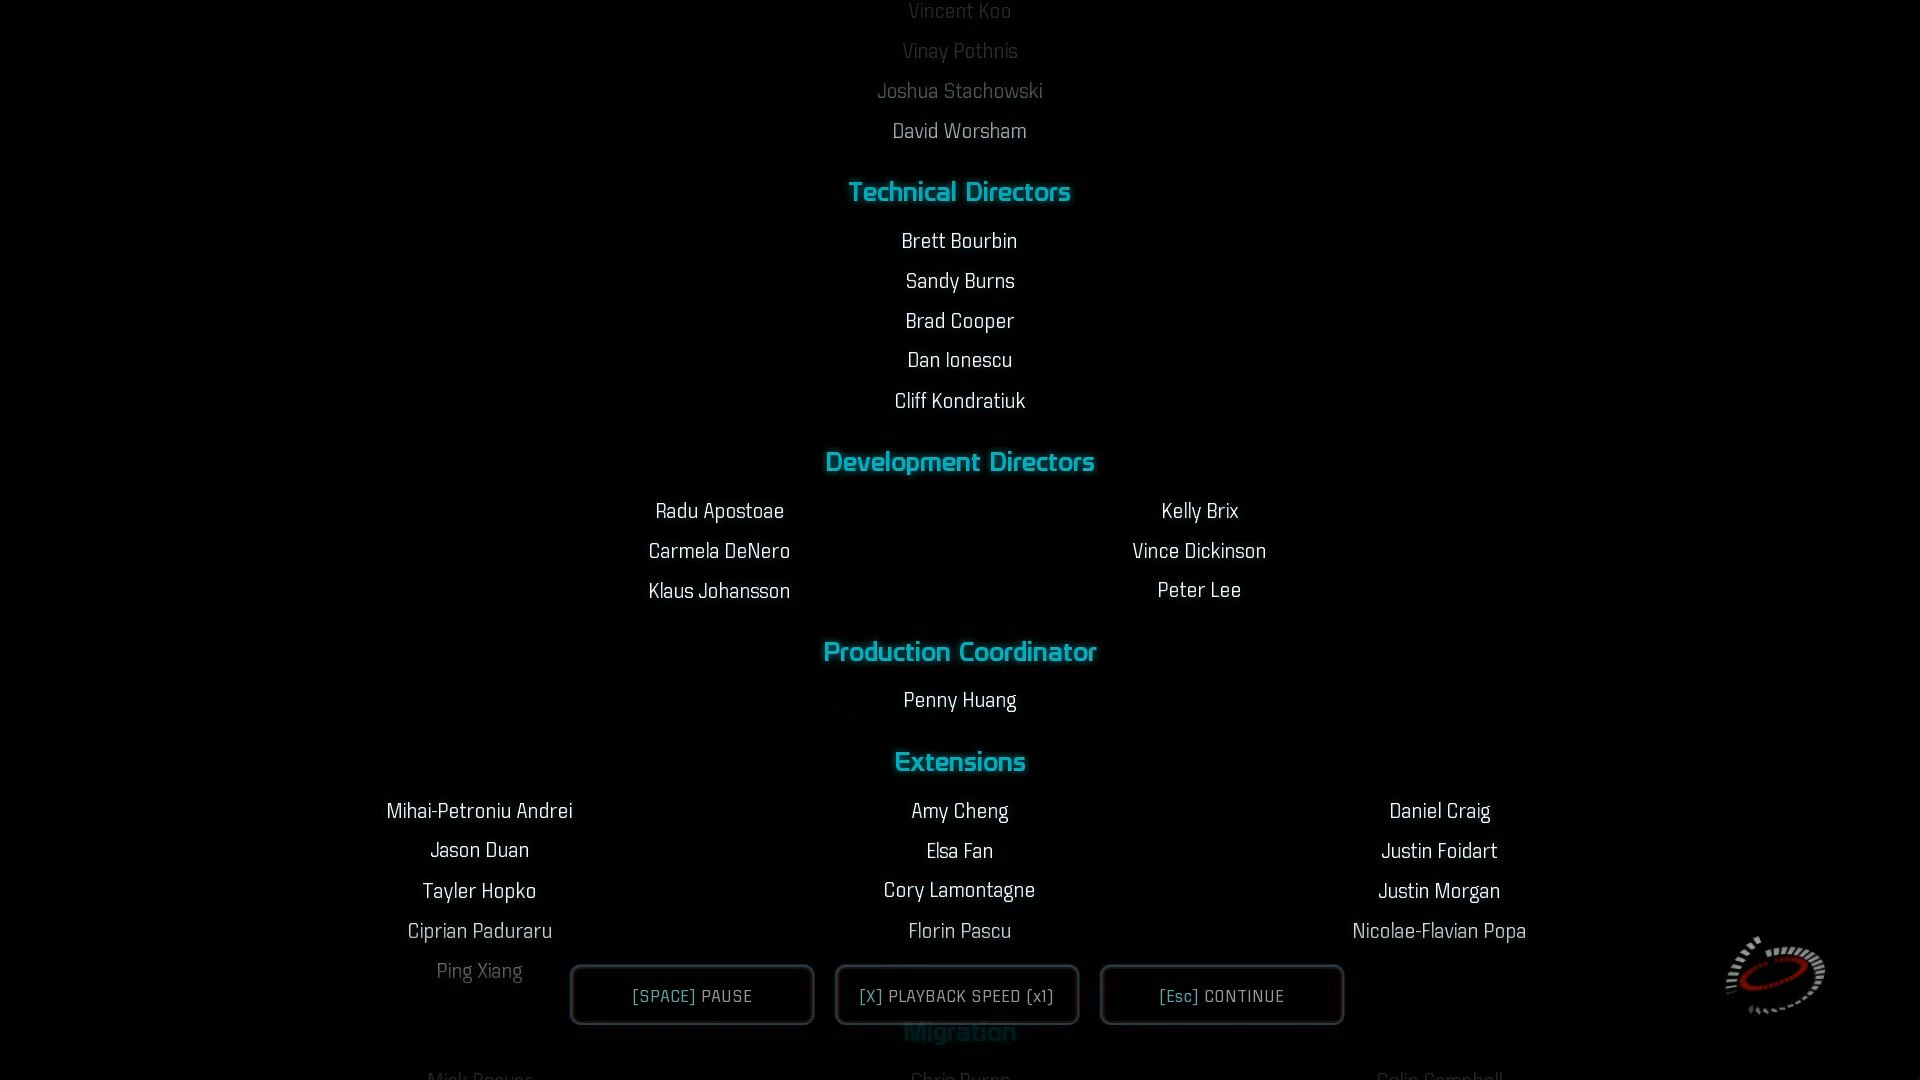 Vincent Koo
Vinay Pothnis
Joshua Stachowski
David Worsham
Technical Directors
Brett Bourbin
Sandy Burns
Brad Cooper
Dan Ionescu
Cliff Kondratiuk
Development Directors
Radu Apostoae Kelly Brix
Carmela DeNero Vince Dickinson
Klaus Johansson Peter Lee
Production Coordinator
Penny Huang
Extensions
Mihai-Petroniu Andrei Amy Cheng Daniel Craig
Jason Duan Elsa Fan Justin Foidart
Tayler Hopko Cory Lamontagne Justin Morgan
Ciprian Paduraru Florin Pascu Nicolae-Flavian Popa
Ping Xiang
[SPACE] PAUSE [X] PLAYBACK SPEED (x1) [Esc] CONTINUE
Migration